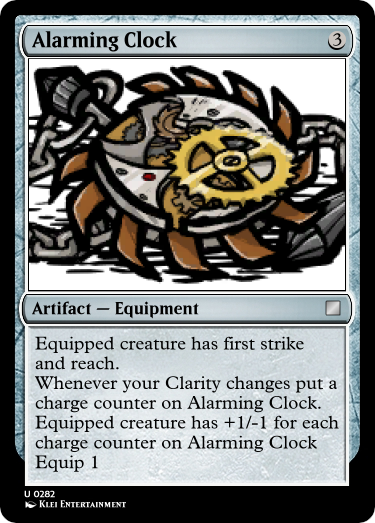 Alarming Clock 3
Artifact — Equipment
Equipped creature has first strike
and reach.
Whenever your Clarity changes put a
charge counter on Alarming Clock.
Equipped creature has +1/-1 for each
charge counter on Alarming Clock
Equip 1
U 0282
Klei Entertainment